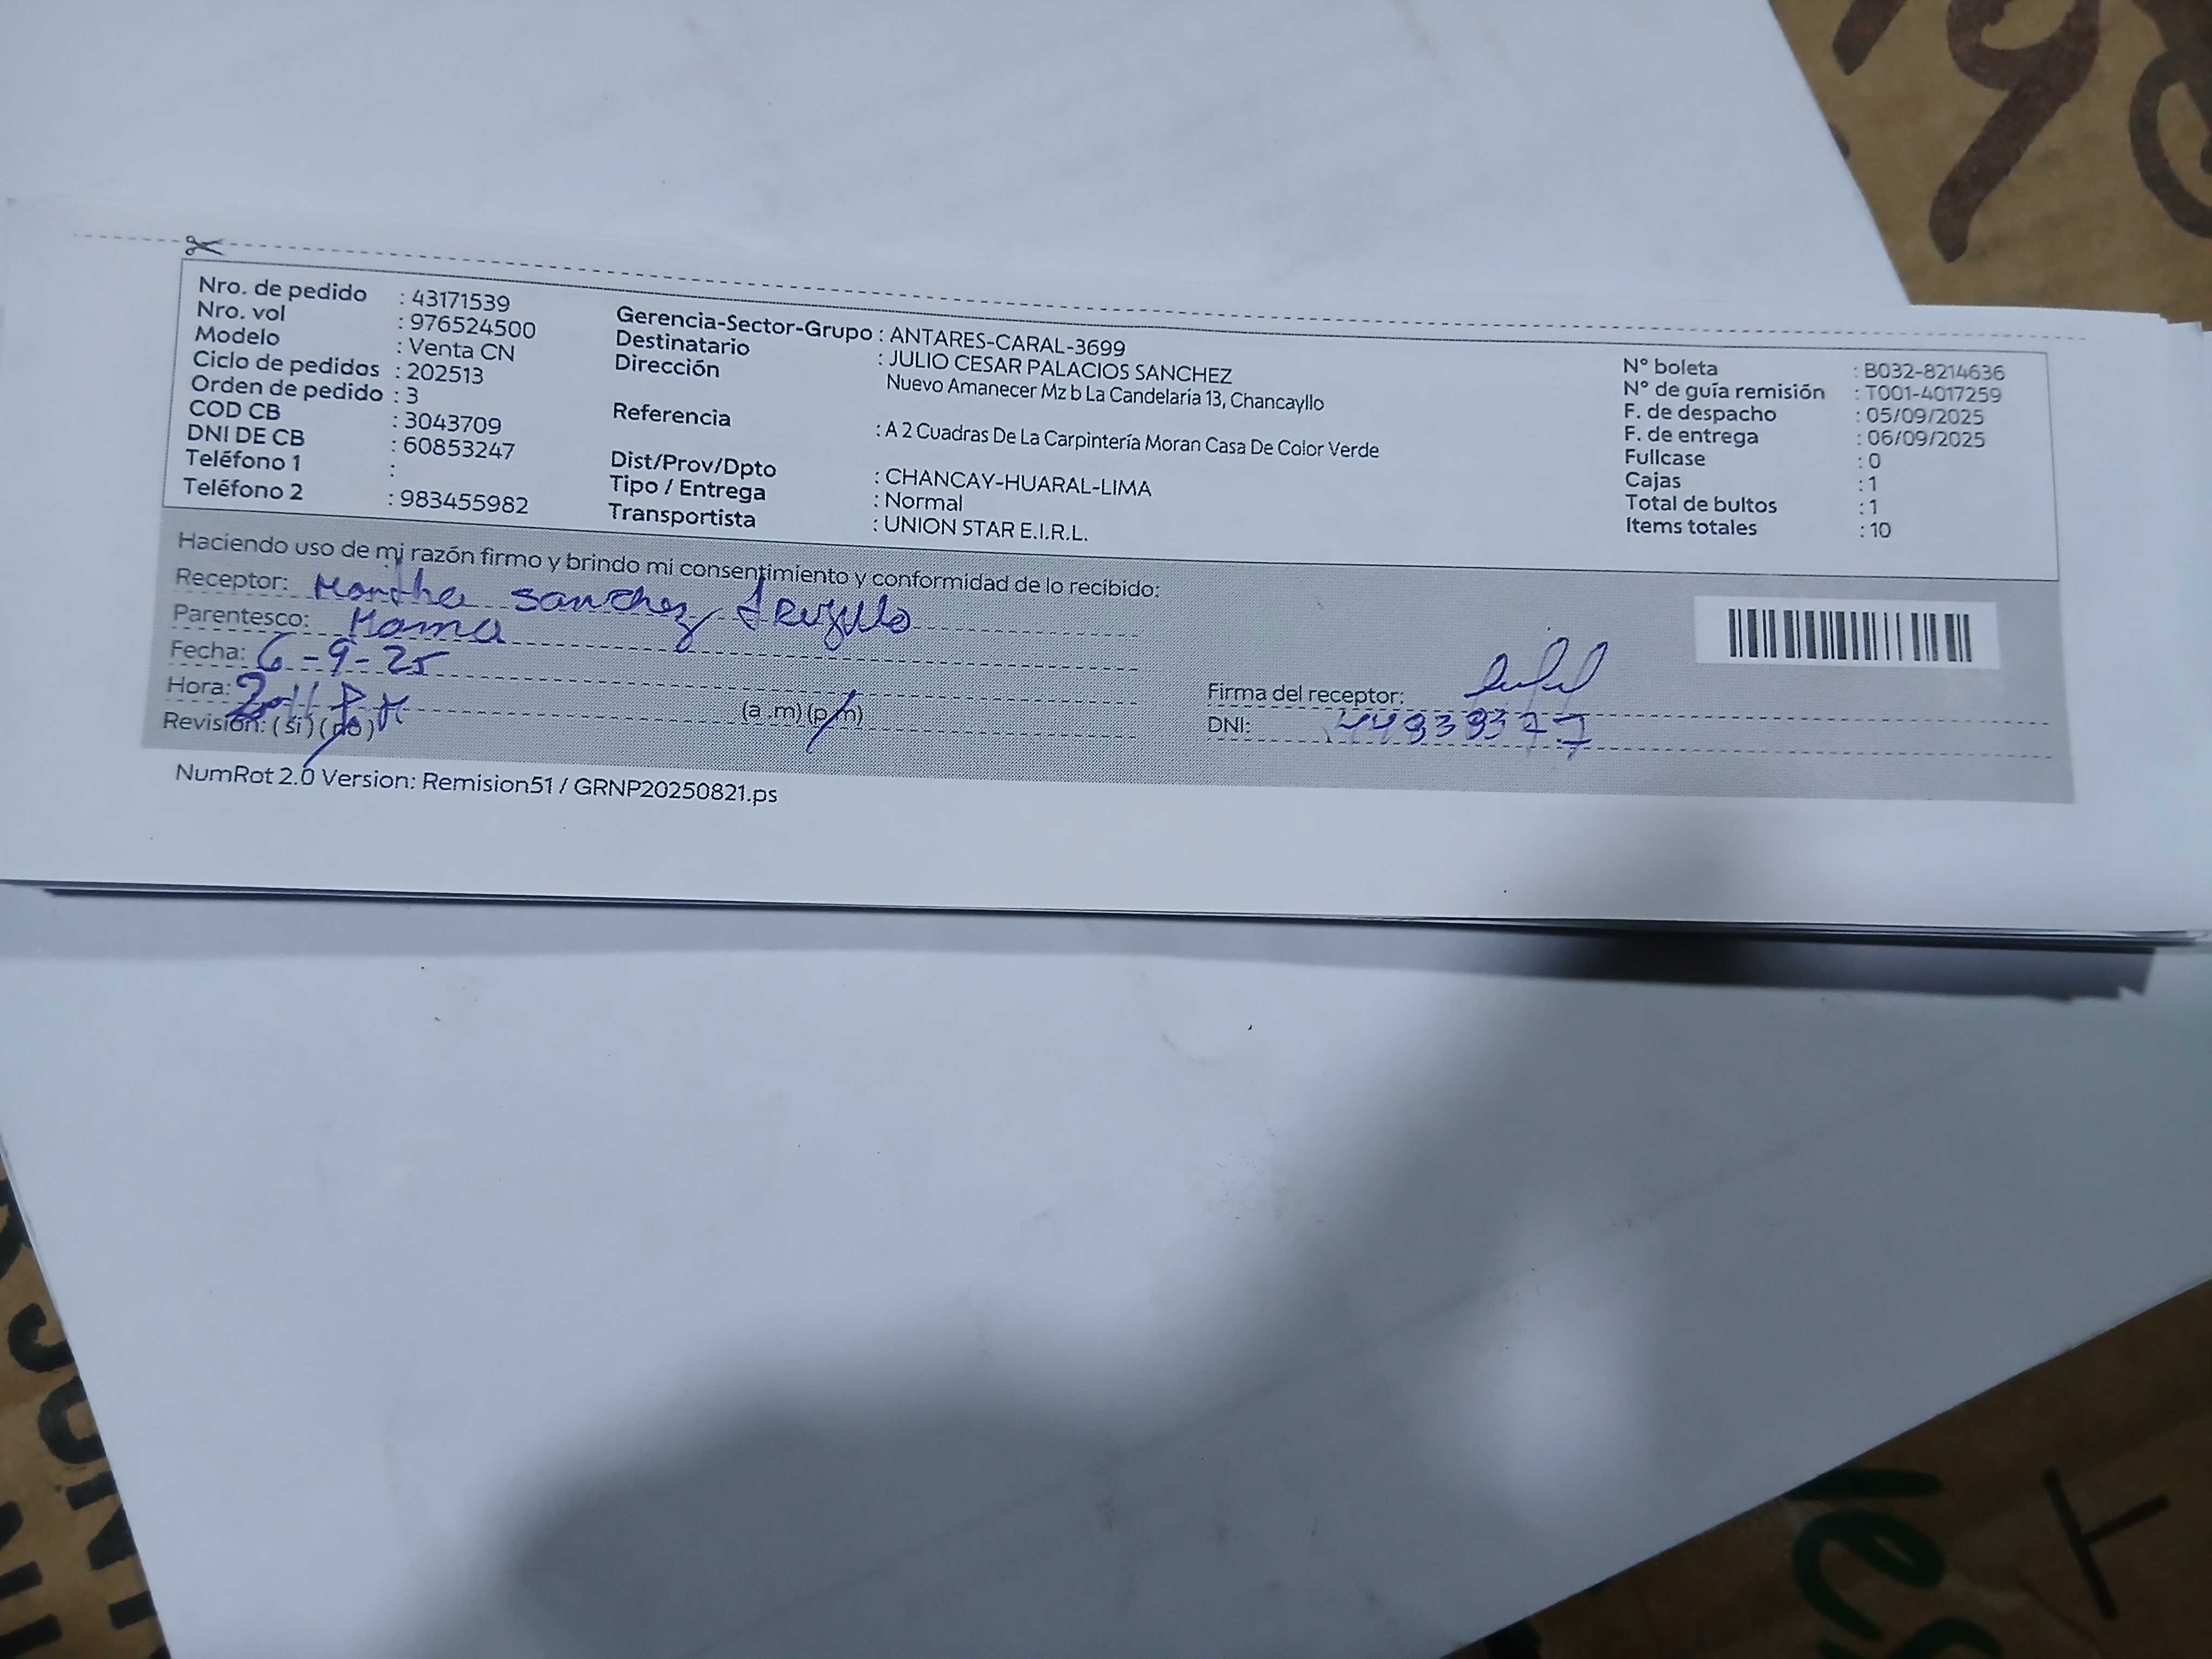 Nro. de pedido : 43171539
Nro. vol : 976524500
Modelo : Venta CN
Ciclo de pedidos : 202513
Orden de pedido : 3
COD CB : 3043709
DNI DE CB : 60853247
Teléfono 1 :
Teléfono 2 : 983455982
Gerencia-Sector-Grupo : ANTARES-CARAL-3699
Destinatario : JULIO CESAR PALACIOS SANCHEZ
Dirección Nuevo Amanecer Mz b La Candelaria 13, Chancayllo
Referencia : A 2 Cuadras De La Carpintería Moran Casa De Color Verde
Dist/Prov/Dpto : CHANCAY-HUARAL-LIMA
Tipo / Entrega : Normal
Transportista : UNION STAR E.I.R.L.
N° boleta : B032-8214636
N° de guía remisión : T001-4017259
F. de despacho : 05/09/2025
F. de entrega : 06/09/2025
Fullcase : 0
Cajas : 1
Total de bultos : 1
Items totales : 10
Haciendo uso de mi razón firmo y brindo mi consentimiento y conformidad de lo recibido:
Receptor: Martha Sanchez Trujillo
Parentesco: Mama
Fecha: 6-9-25
Hora: PM (a .m) (p.m)
Revisión: ( si ) ( no )
Firma del receptor:
DNI:
NumRot 2.0 Version: Remision51 / GRNP20250821.ps